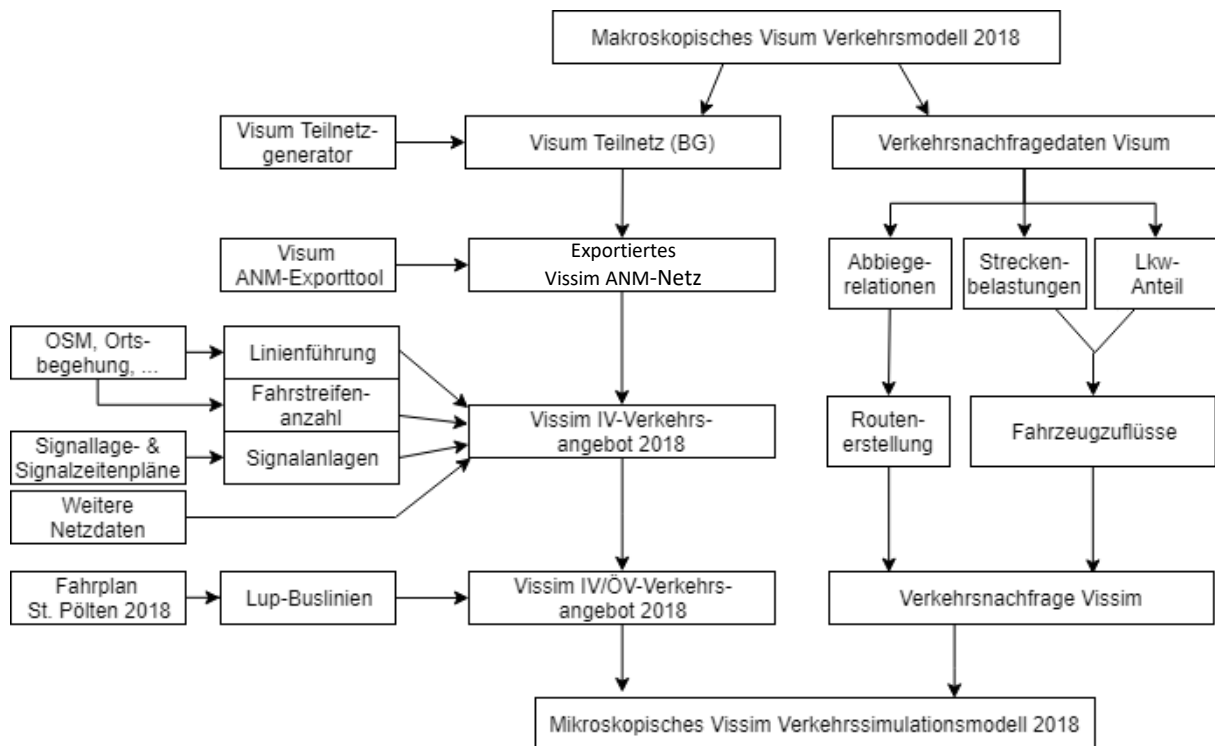 Makroskopisches Visum Verkehrsmodell 2018
Visum Teilnetz-
generator
Visum Teilnetz (BG)
Verkehrsnachfragedaten Visum
Visum
ANM-Exporttool
Exportiertes
Vissim ANM-Netz
Abbiege-
relationen
Strecken-
belastungen
Lkw-
Anteil
OSM, Orts-
begehung, ...
Linienführung
Fahrstreifen-
anzahl
Signallage- &
Signalzeitenpläne
Signalanlagen
Weitere
Netzdaten
Vissim IV-Verkehrs-
angebot 2018
Routen-
erstellung
Fahrzeugzuflüsse
Fahrplan
St. Pölten 2018
Lup-Buslinien
Vissim IV/ÖV-Verkehrs-
angebot 2018
Verkehrsnachfrage Vissim
Mikroskopisches Vissim Verkehrssimulationsmodell 2018